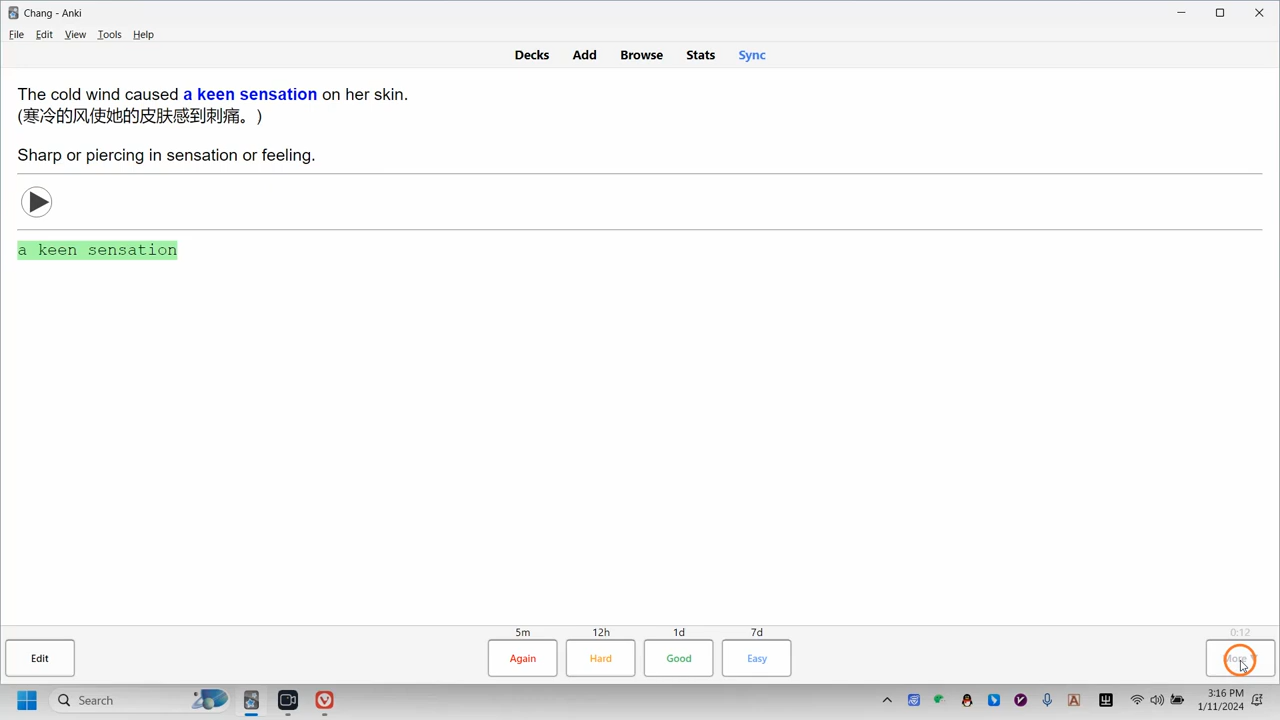 Chang - Anki
File Edit View Tools Help
Decks Add Browse Stats Sync
The cold wind caused a keen sensation on her skin.
(寒冷的风使她的皮肤感到刺痛。)
Sharp or piercing in sensation or feeling.
a keen sensation
5m 12h 1d 7d 0:12
Edit Again Hard Good Easy More
Search
3:16 PM
1/11/2024